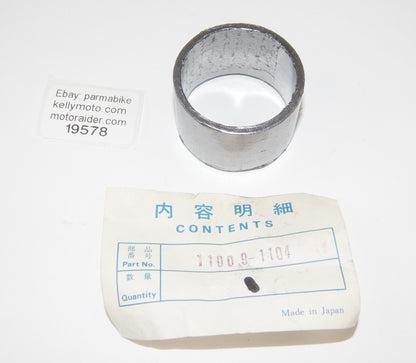 Ebay: parmabike
kellymoto.com
motoraider.com
19578
内容明細
CONTENTS
部品
番号
Part No.
11009-1104
数量
Quantity
Made in Japan